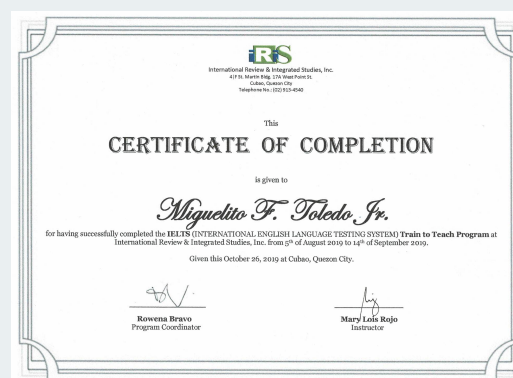 iRiS
International Review & Integrated Studies, Inc.
4/F St. Martin Bldg. 17A West Point St.
Cubao, Quezon City
Telephone No.: (02) 913-4540
This
CERTIFICATE OF COMPLETION
is given to
Miguelito F. Toledo Jr.
for having successfully completed the IELTS (INTERNATIONAL ENGLISH LANGUAGE TESTING SYSTEM) Train to Teach Program at
International Review & Integrated Studies, Inc. from 5th of August 2019 to 14th of September 2019.
Given this October 26, 2019 at Cubao, Quezon City.
Rowena Bravo
Program Coordinator
Mary Lois Rojo
Instructor